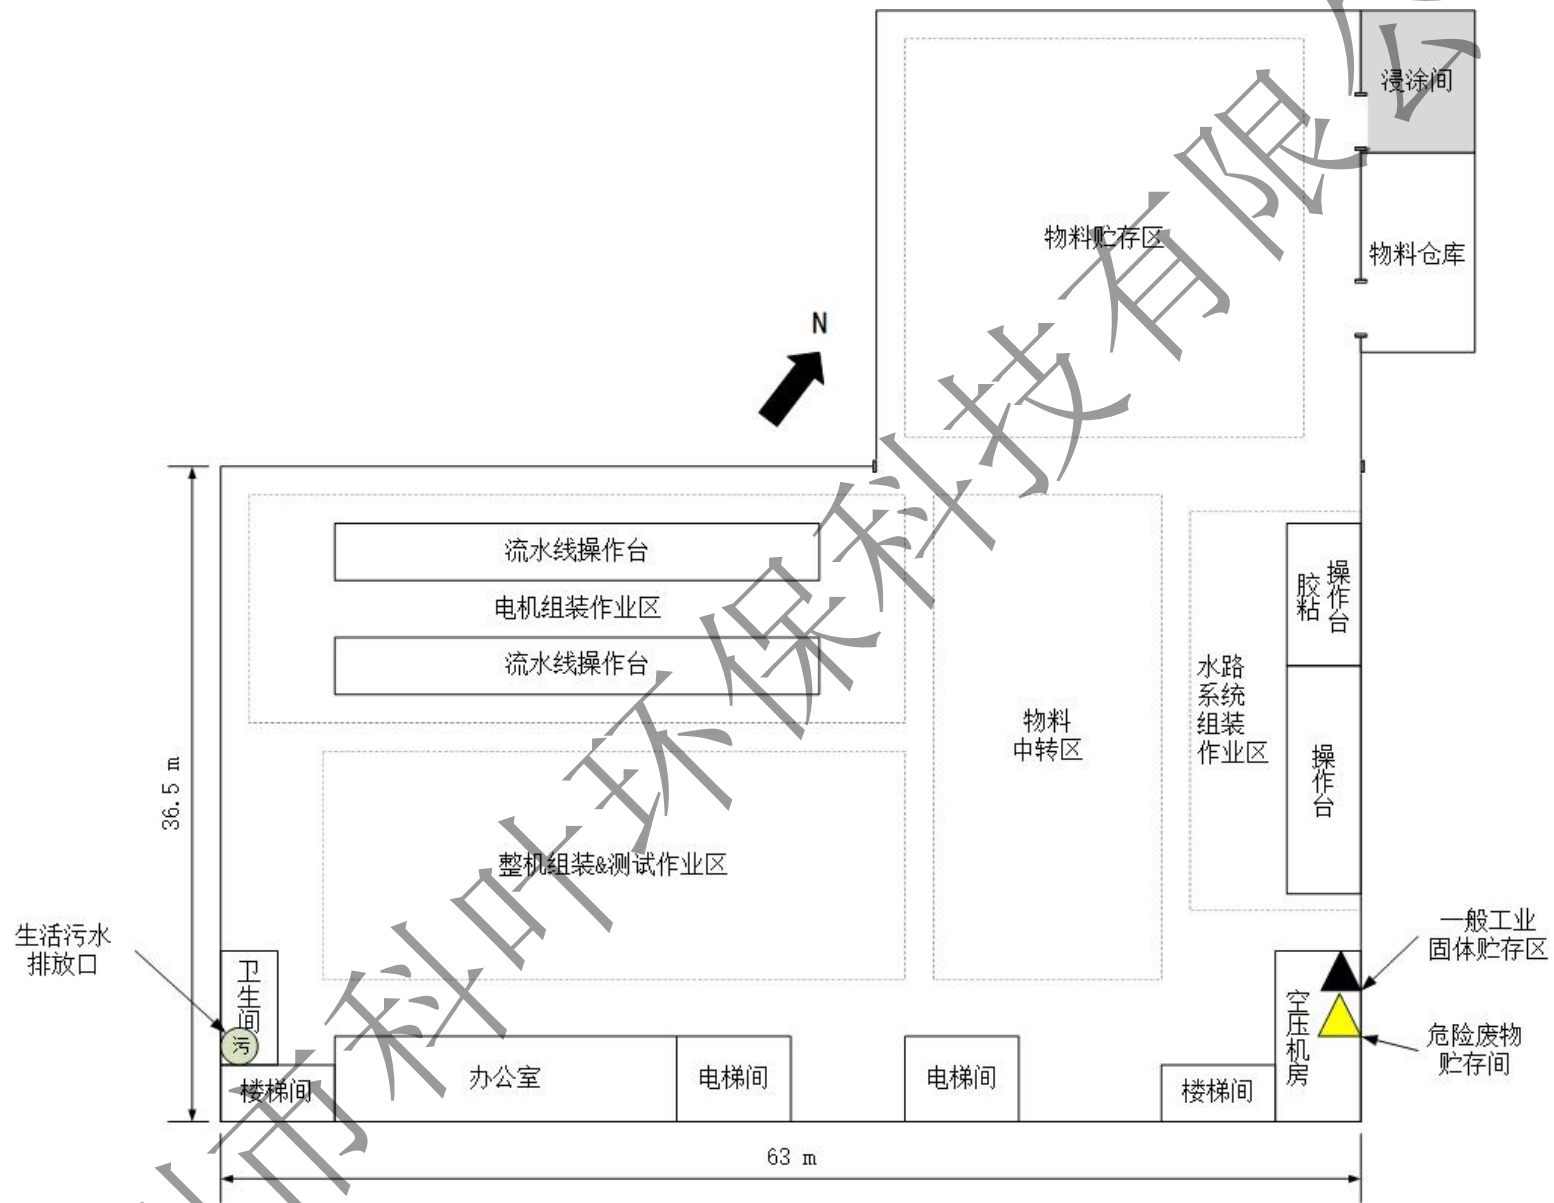 浸涂间
物料贮存区
物料仓库
N
流水线操作台
电机组装作业区
流水线操作台
胶粘
操作台
水路
系统
组装
作业区
物料
中转区
操作台
36.5 m
整机组装&测试作业区
生活污水
排放口
卫生间
污
一般工业
固体贮存区
空压机房
危险废物
贮存间
楼梯间
办公室
电梯间
电梯间
楼梯间
63 m
圳市科叶环保科技有限公